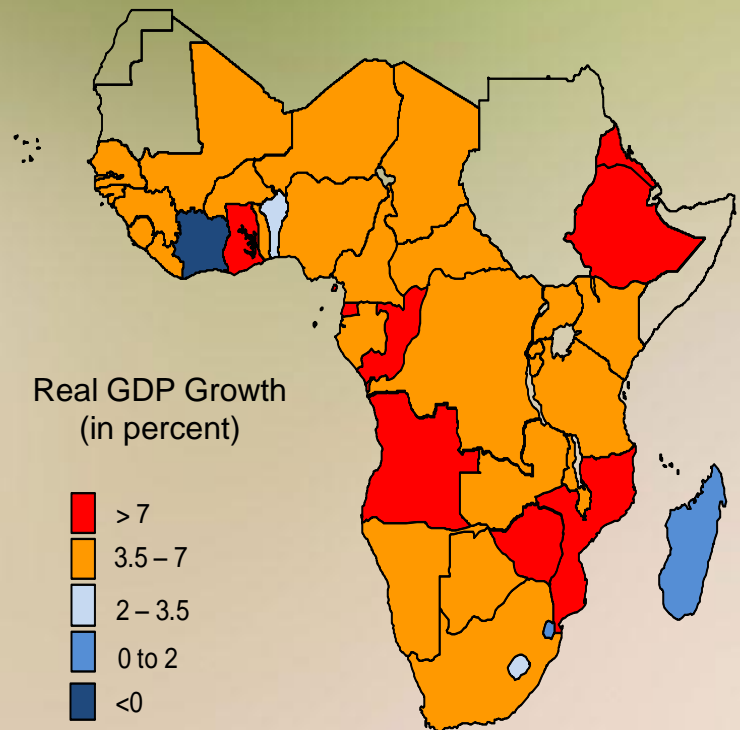 Real GDP Growth
(in percent)
> 7
3.5 – 7
2 – 3.5
0 to 2
<0